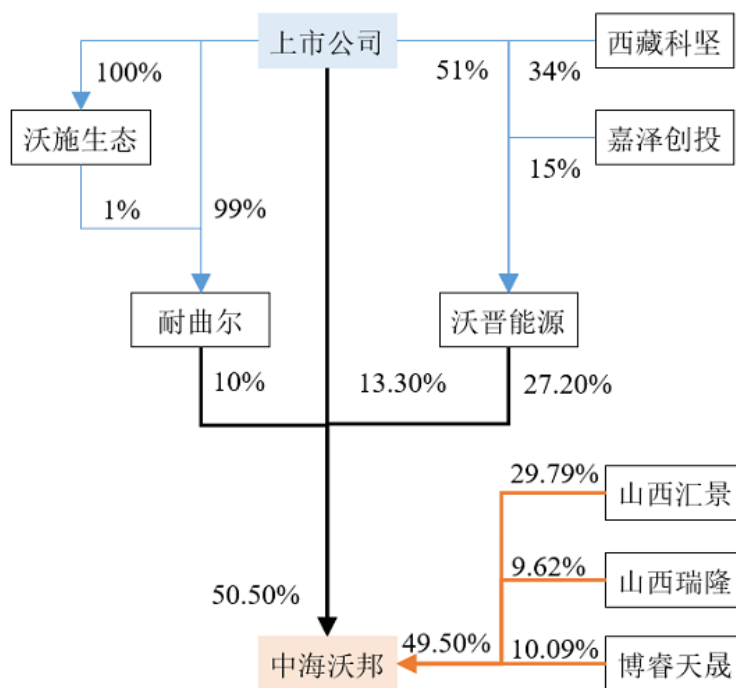 上市公司
西藏科坚
100%
51%
34%
沃施生态
嘉泽创投
15%
1%
99%
耐曲尔
沃晋能源
10%
13.30%
27.20%
29.79%
山西汇景
9.62%
山西瑞隆
50.50%
中海沃邦
49.50%
10.09%
博睿天晟